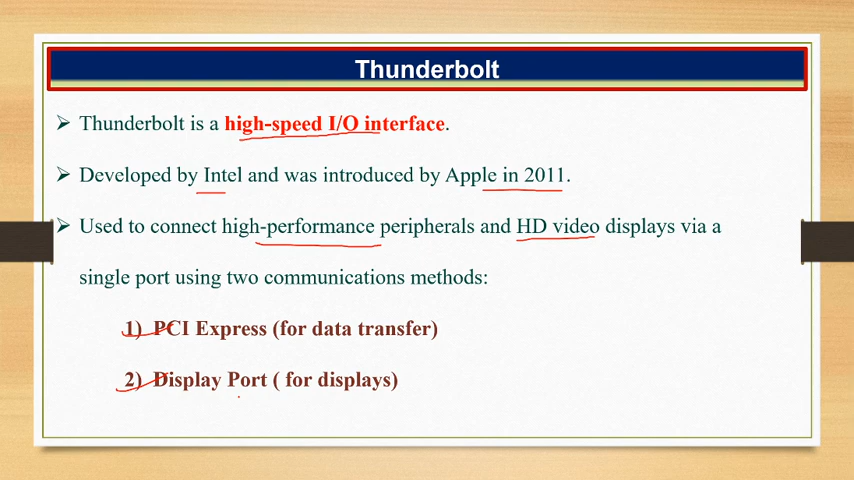 Thunderbolt
➢ Thunderbolt is a high-speed I/O interface.
➢ Developed by Intel and was introduced by Apple in 2011.
➢ Used to connect high-performance peripherals and HD video displays via a
single port using two communications methods:
1) PCI Express (for data transfer)
2) Display Port ( for displays)